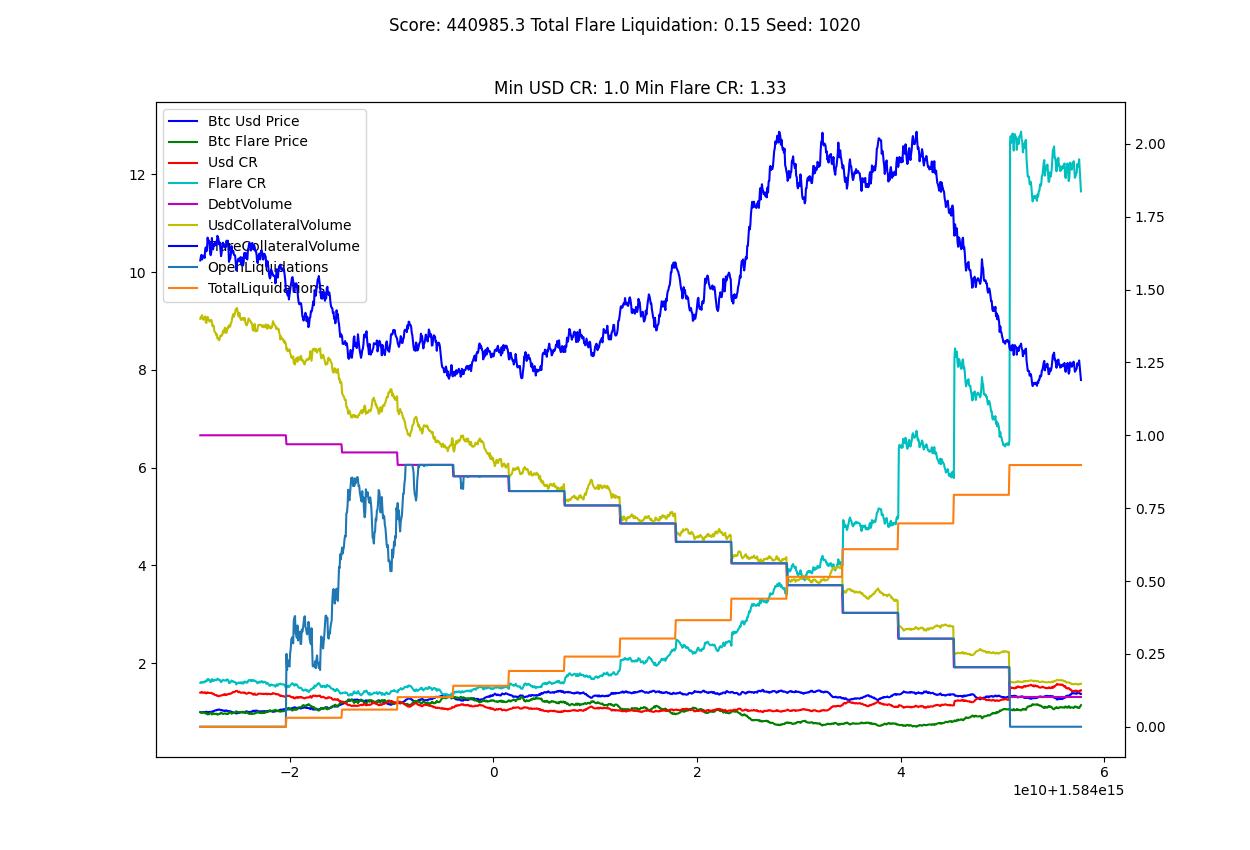 Score: 440985.3 Total Flare Liquidation: 0.15 Seed: 1020
Min USD CR: 1.0 Min Flare CR: 1.33
Btc Usd Price
Btc Flare Price
Usd CR
Flare CR
DebtVolume
UsdCollateralVolume
FlareCollateralVolume
OpenLiquidations
TotalLiquidations
12
10
8
6
4
2
2.00
1.75
1.50
1.25
1.00
0.75
0.50
0.25
0.00
−2
0
2
4
6
1e10+1.584e15